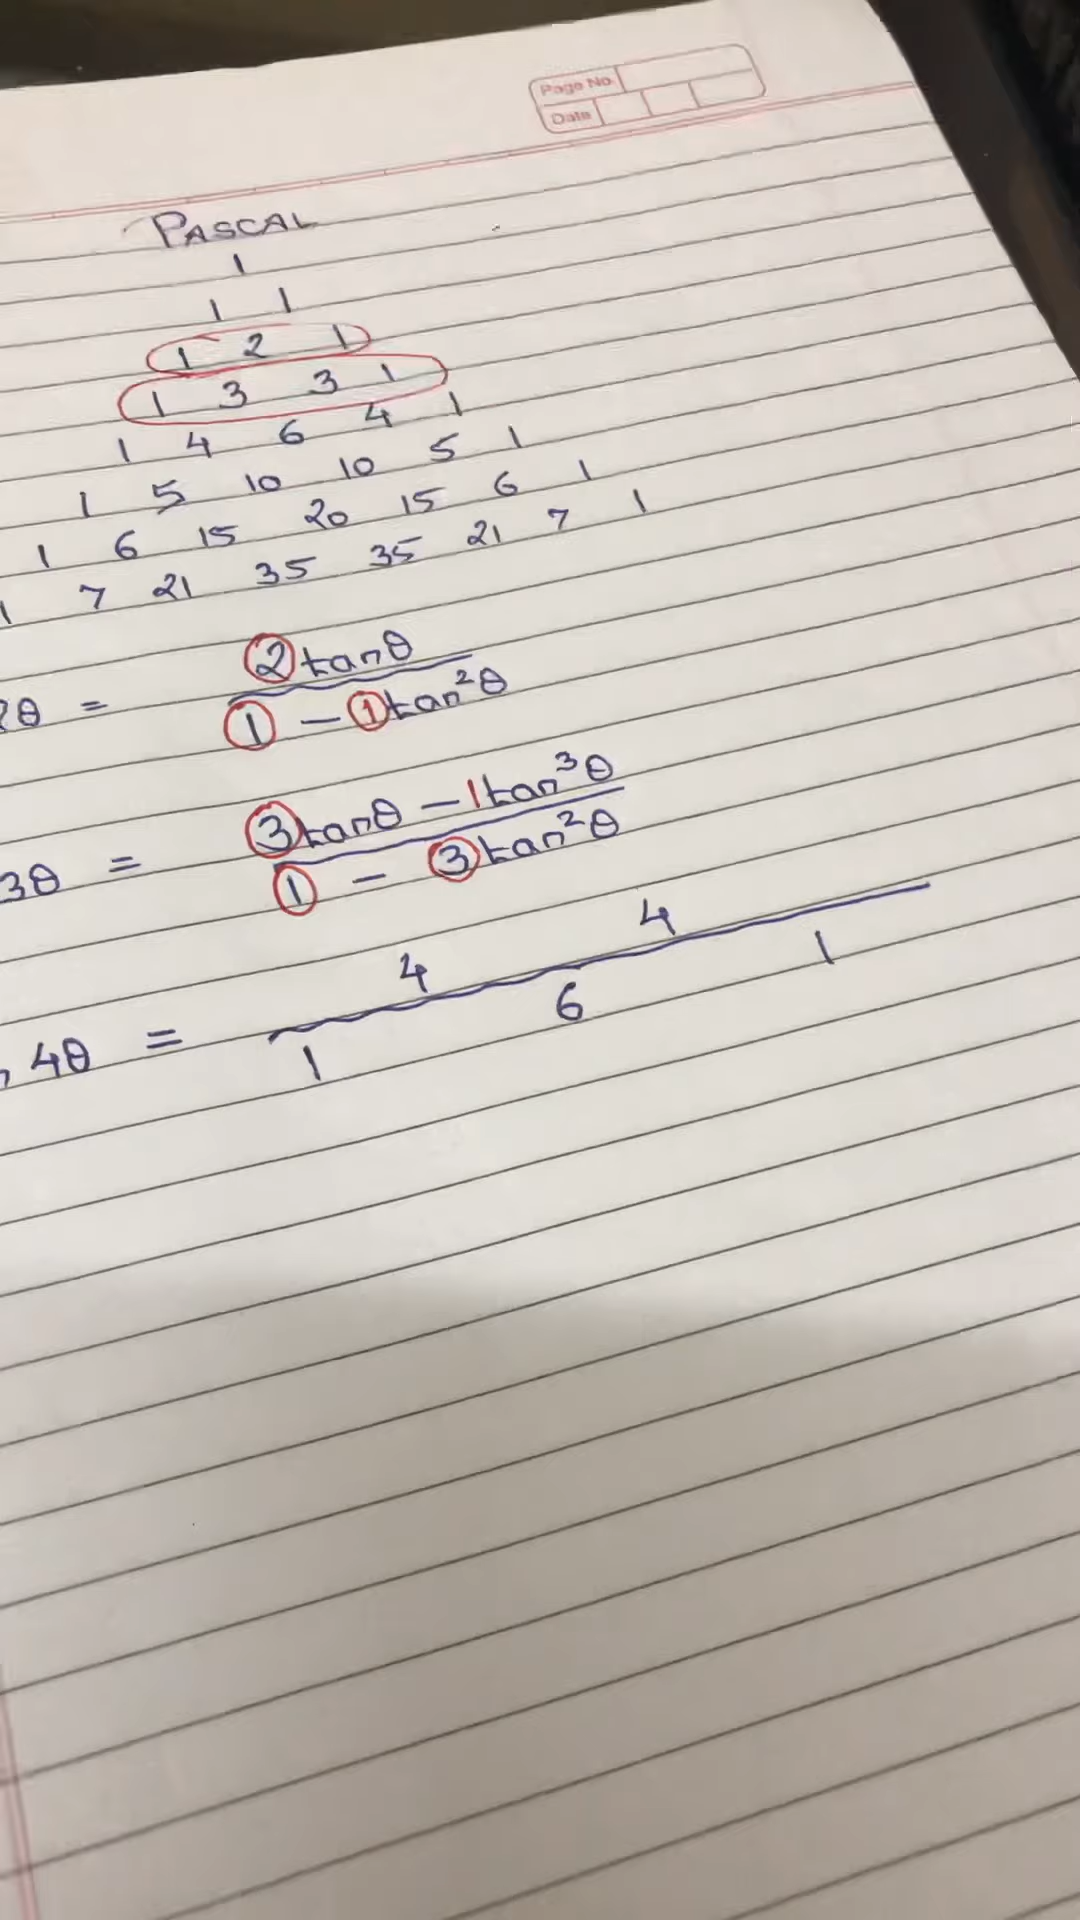 Page No.
Date
PASCAL
1
1 1
1 2 1
1 3 3 1
1 4 6 4 1
1 5 10 10 5 1
1 6 15 20 15 6 1
1 7 21 35 35 21 7 1
2tanθ
2θ =
1 - 1tan²θ
3tanθ - 1tan³θ
3θ =
1 - 3tan²θ
4 4
4θ =
1 6 1